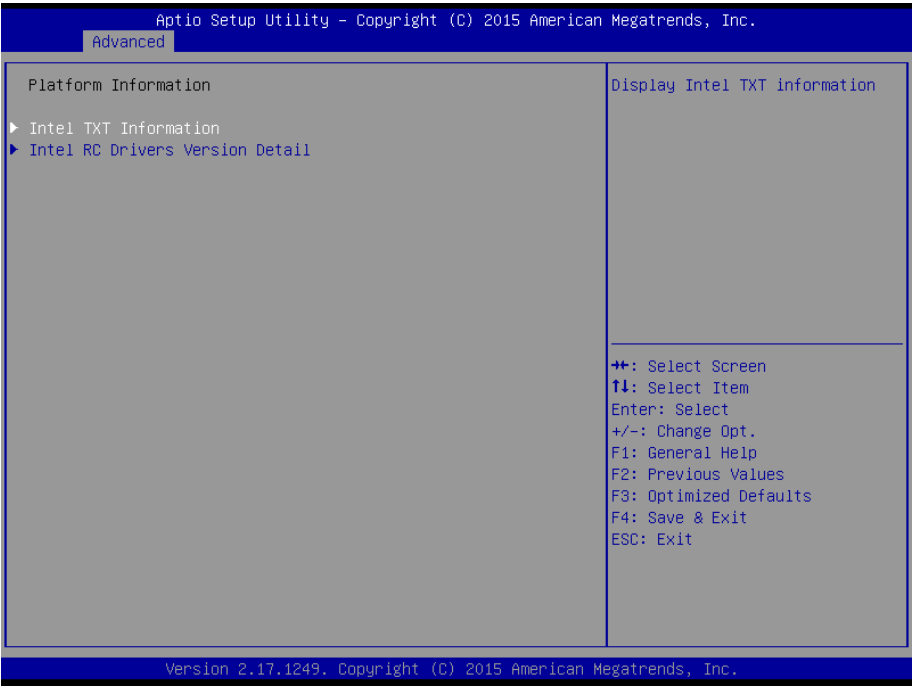 Aptio Setup Utility – Copyright (C) 2015 American Megatrends, Inc.
Advanced
Platform Information
Intel TXT Information
Intel RC Drivers Version Detail
Display Intel TXT information
→←: Select Screen
↑↓: Select Item
Enter: Select
+/-: Change Opt.
F1: General Help
F2: Previous Values
F3: Optimized Defaults
F4: Save & Exit
ESC: Exit
Version 2.17.1249. Copyright (C) 2015 American Megatrends, Inc.